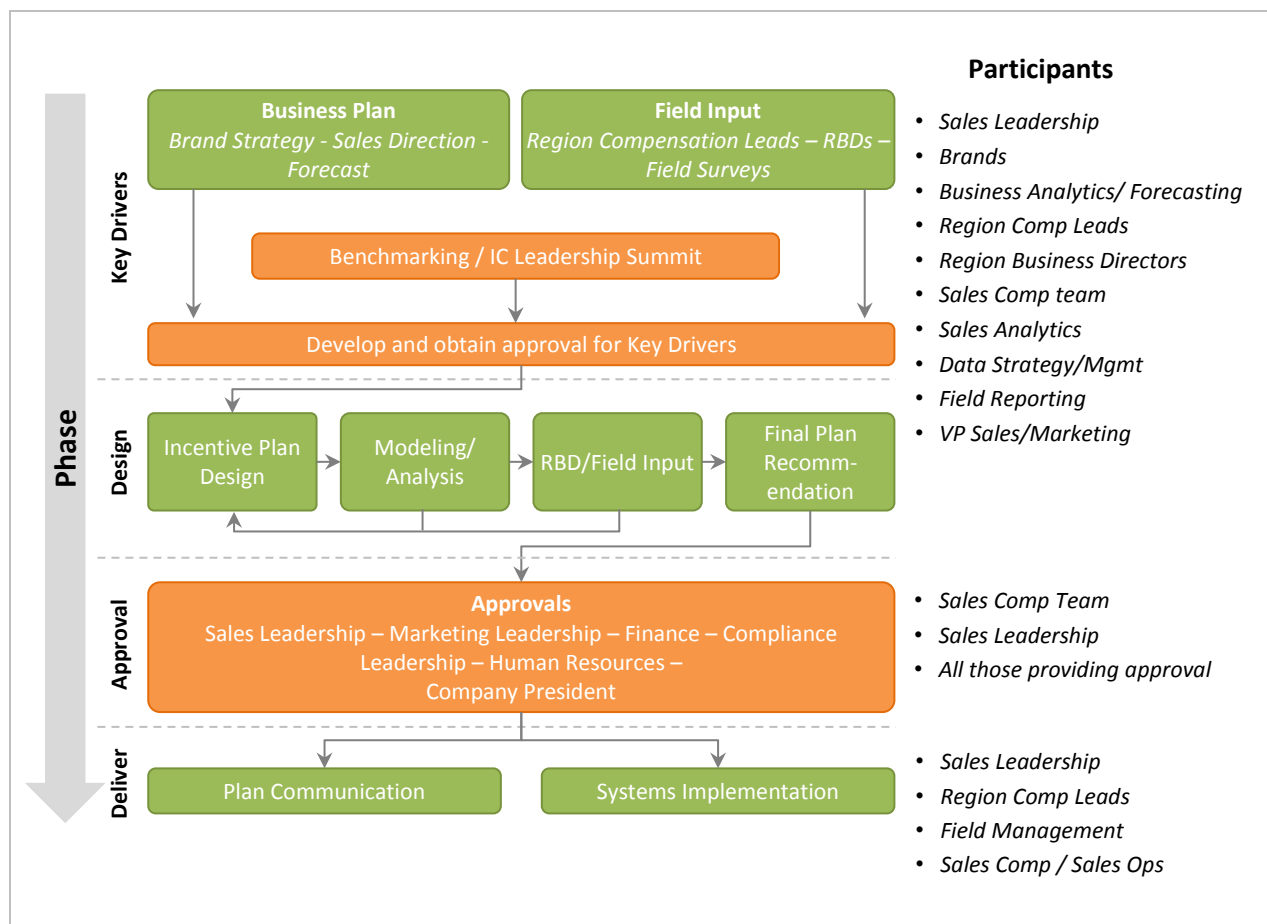 Participants
Phase
Key Drivers
Business Plan
Brand Strategy - Sales Direction -
Forecast
Field Input
Region Compensation Leads – RBDs –
Field Surveys
Benchmarking / IC Leadership Summit
Develop and obtain approval for Key Drivers
• Sales Leadership
• Brands
• Business Analytics/ Forecasting
• Region Comp Leads
• Region Business Directors
• Sales Comp team
• Sales Analytics
• Data Strategy/Mgmt
• Field Reporting
• VP Sales/Marketing
Design
Incentive Plan
Design
Modeling/
Analysis
RBD/Field Input
Final Plan
Recomm-
endation
Approval
Approvals
Sales Leadership – Marketing Leadership – Finance – Compliance
Leadership – Human Resources –
Company President
• Sales Comp Team
• Sales Leadership
• All those providing approval
Deliver
Plan Communication
Systems Implementation
• Sales Leadership
• Region Comp Leads
• Field Management
• Sales Comp / Sales Ops